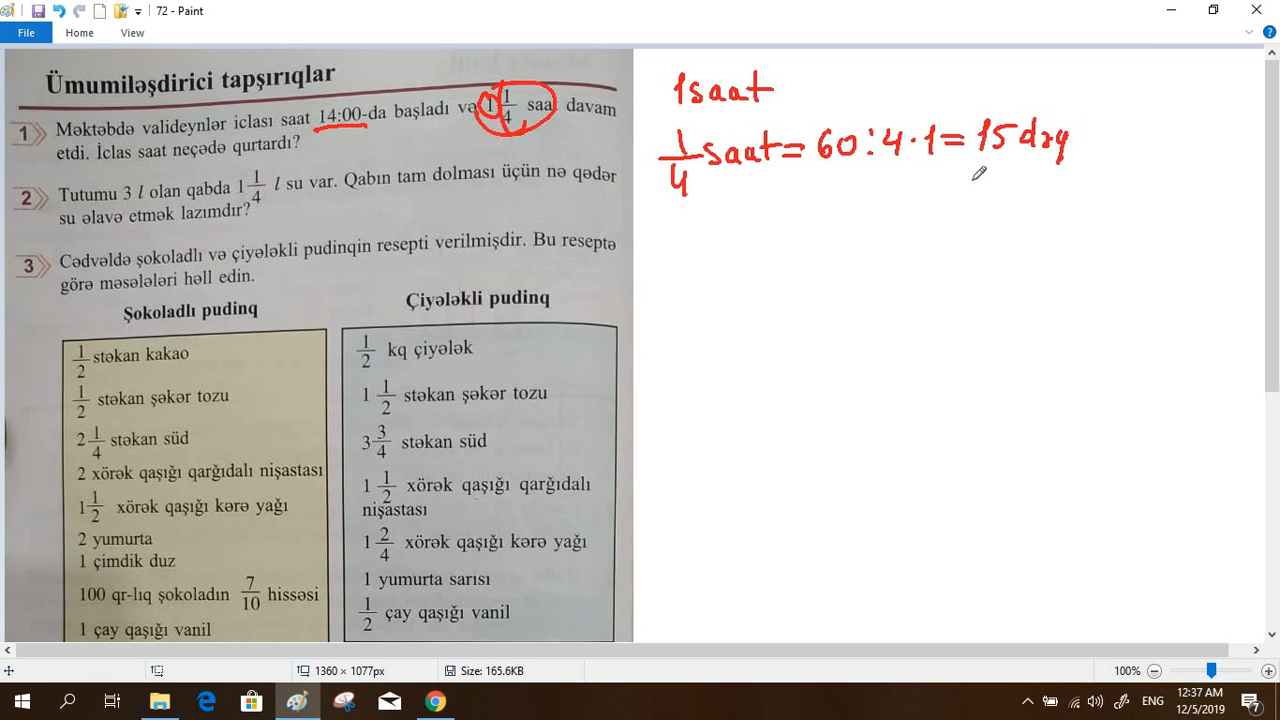 72 - Paint
File Home View
Ümumiləşdirici tapşırıqlar
1 Məktəbdə valideynlər iclası saat 14:00-da başladı və 1 1/4 saat davam
etdi. İclas saat neçədə qurtardı?
2 Tutumu 3 l olan qabda 1 1/4 l su var. Qabın tam dolması üçün nə qədər
su əlavə etmək lazımdır?
3 Cədvəldə şokoladlı və çiyələkli pudinqin resepti verilmişdir. Bu reseptə
görə məsələləri həll edin.
Şokoladlı pudinq
1/2 stəkan kakao
1/2 stəkan şəkər tozu
2 1/4 stəkan süd
2 xörək qaşığı qarğıdalı nişastası
1 1/2 xörək qaşığı kərə yağı
2 yumurta
1 çimdik duz
100 qr-lıq şokoladın 7/10 hissəsi
1 çay qaşığı vanil
Çiyələkli pudinq
1/2 kq çiyələk
1 1/2 stəkan şəkər tozu
3 3/4 stəkan süd
1 1/2 xörək qaşığı qarğıdalı
nişastası
1 2/4 xörək qaşığı kərə yağı
1 yumurta sarısı
1/2 çay qaşığı vanil
1 saat
1/4 saat = 60 : 4 · 1 = 15 dəq
1360 × 1077px
Size: 165.6KB
100%
ENG
12:37 AM
12/5/2019
7